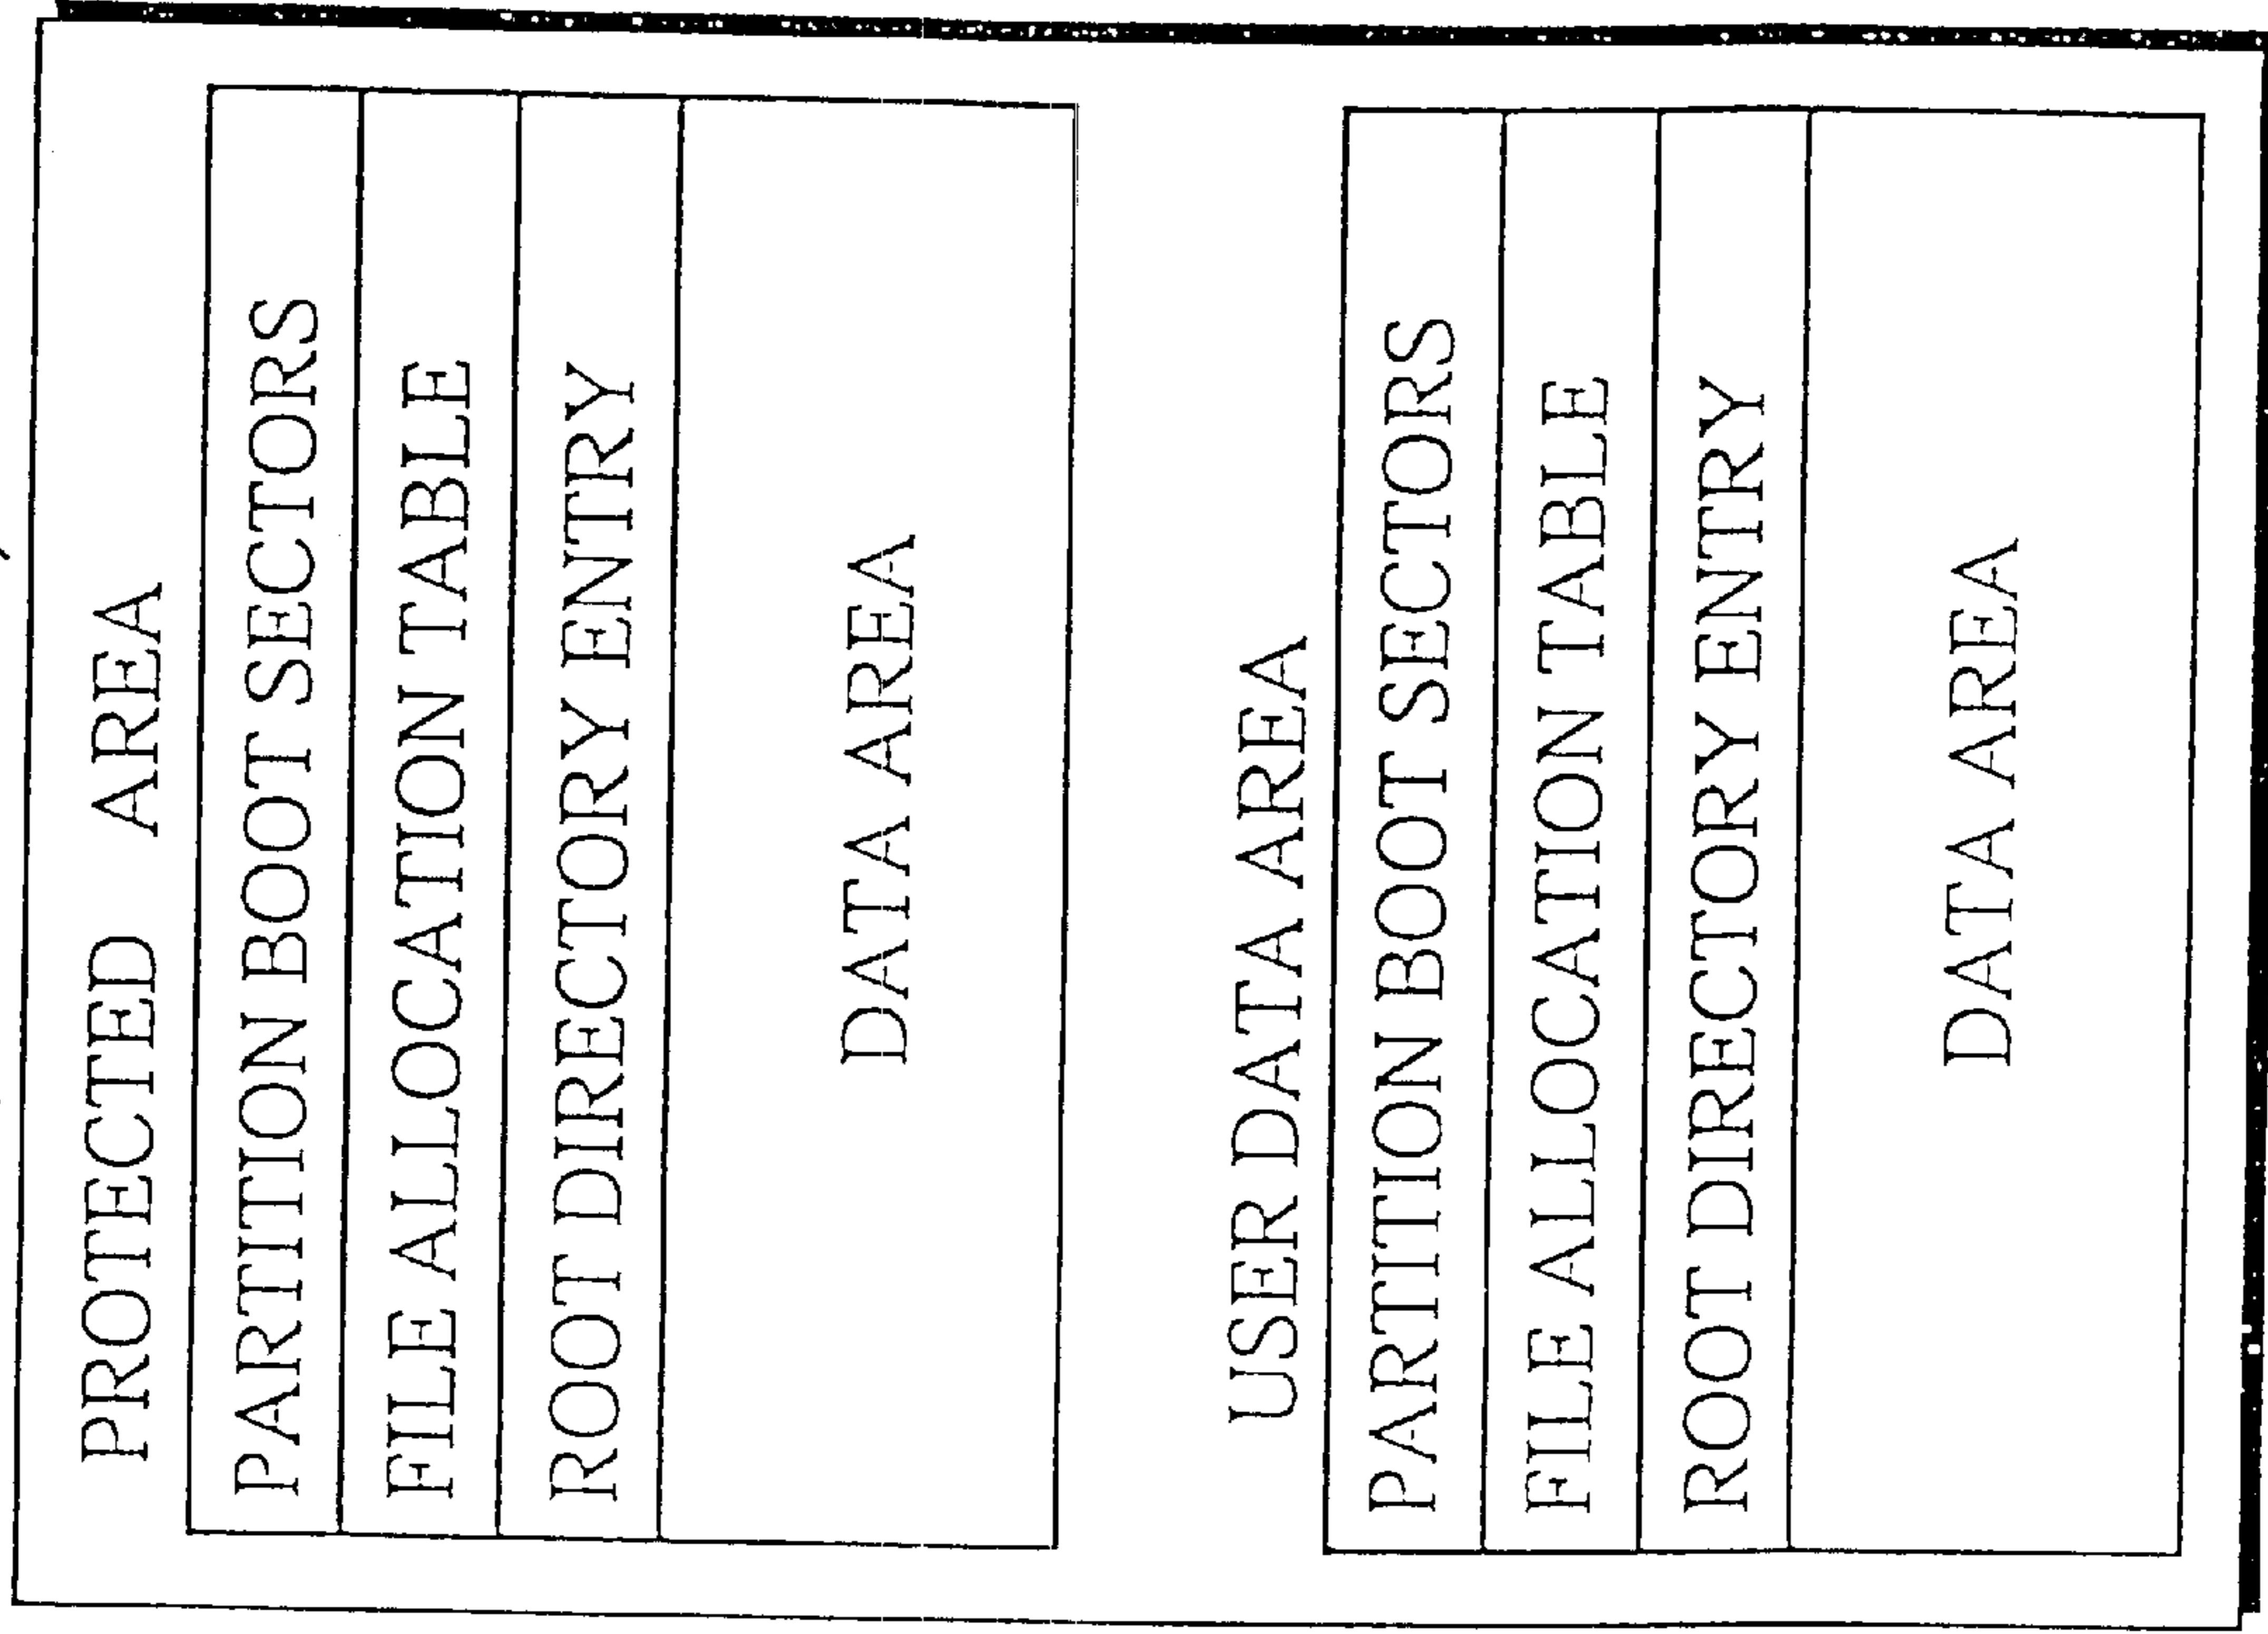 PROTECTED AREA
PARTITION BOOT SECTORS
FILE ALLOCATION TABLE
ROOT DIRECTORY ENTRY
DATA AREA
USER DATA AREA
PARTITION BOOT SECTORS
FILE ALLOCATION TABLE
ROOT DIRECTORY ENTRY
DATA AREA